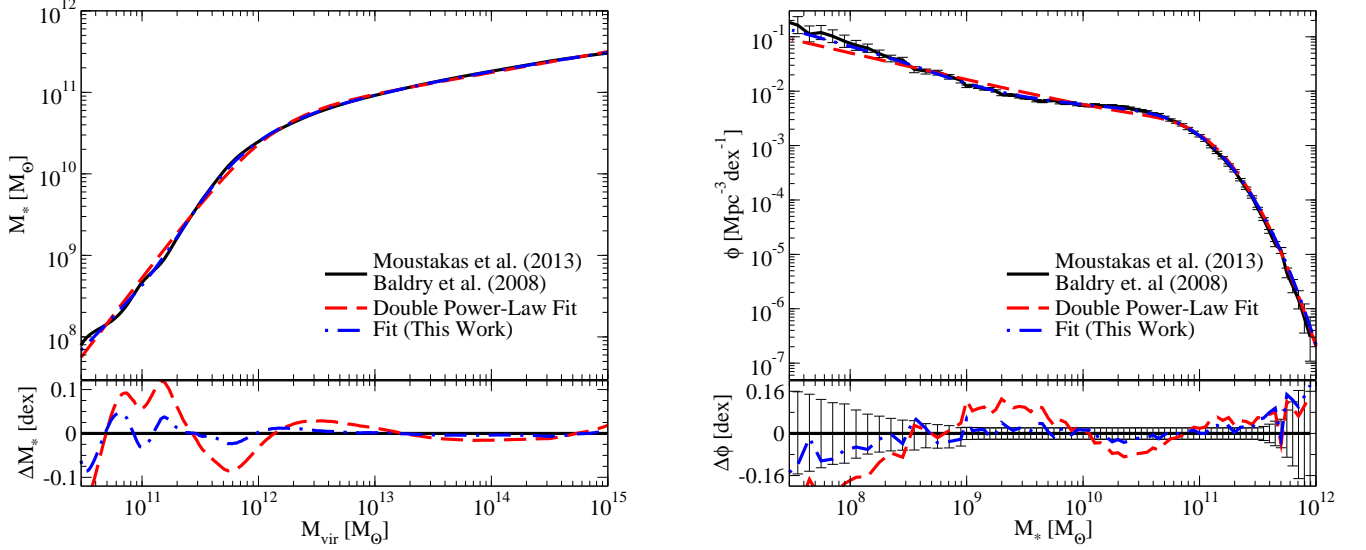 10^12
10^11
10^10
10^9
10^8
M_* [M_⊙]
Moustakas et al. (2013)
Baldry et. al (2008)
Double Power-Law Fit
Fit (This Work)
0.1
0
-0.1
ΔM_* [dex]
10^11 10^12 10^13 10^14 10^15
M_vir [M_⊙]
10^-1
10^-2
10^-3
10^-4
10^-5
10^-6
10^-7
ϕ [Mpc^-3 dex^-1]
Moustakas et al. (2013)
Baldry et. al (2008)
Double Power-Law Fit
Fit (This Work)
0.16
0
-0.16
Δϕ [dex]
10^8 10^9 10^10 10^11 10^12
M_* [M_⊙]